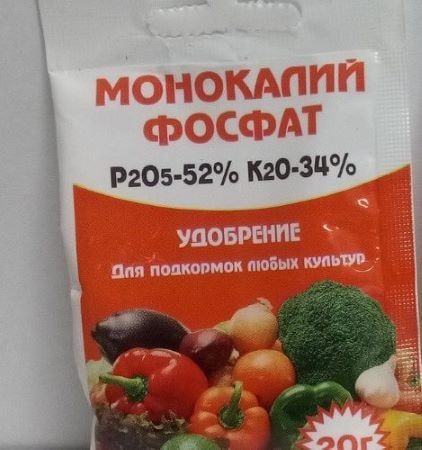 МОНОКАЛИЙ
ФОСФАТ
P2O5-52% K2O-34%
УДОБРЕНИЕ
Для подкормок любых культур
20г